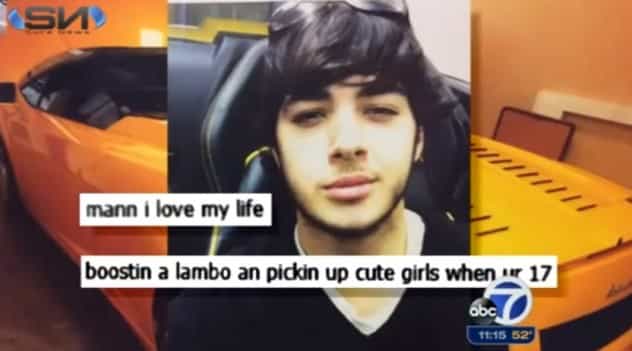 SN
mann i love my life
boostin a lambo an pickin up cute girls when ur 17
abc 7
11:15 52°